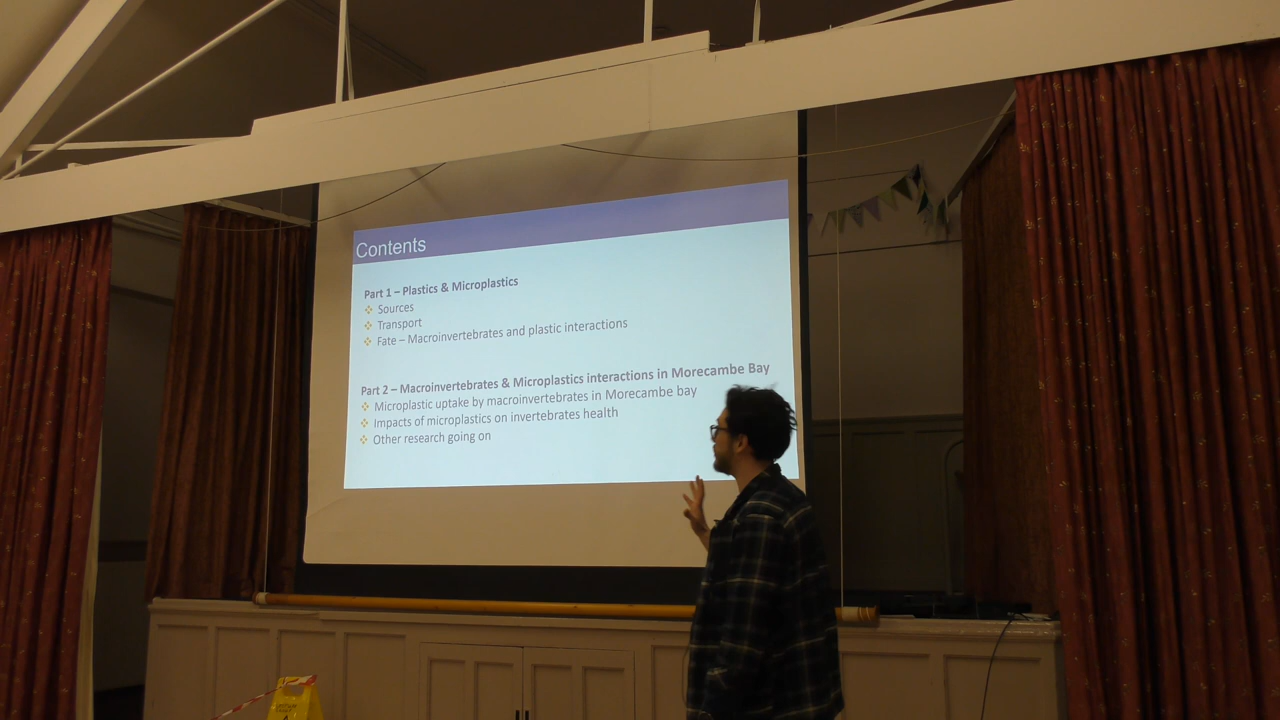 Contents
Part 1 – Plastics & Microplastics
Sources
Transport
Fate – Macroinvertebrates and plastic interactions
Part 2 – Macroinvertebrates & Microplastics interactions in Morecambe Bay
Microplastic uptake by macroinvertebrates in Morecambe bay
Impacts of microplastics on invertebrates health
Other research going on